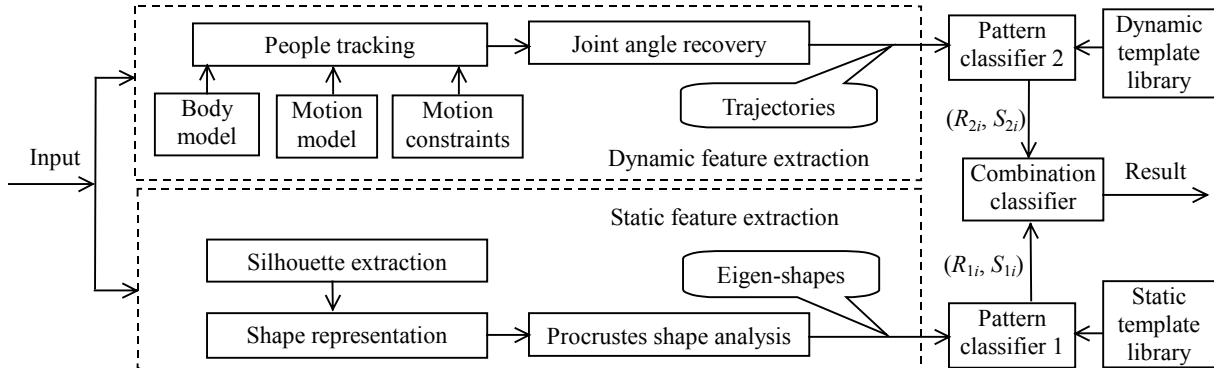 Input
People tracking
Joint angle recovery
Body
model
Motion
model
Motion
constraints
Trajectories
Dynamic feature extraction
Pattern
classifier 2
Dynamic
template
library
(R2i, S2i)
Combination
classifier
Result
Static feature extraction
Silhouette extraction
Shape representation
Procrustes shape analysis
Eigen-shapes
(R1i, S1i)
Pattern
classifier 1
Static
template
library